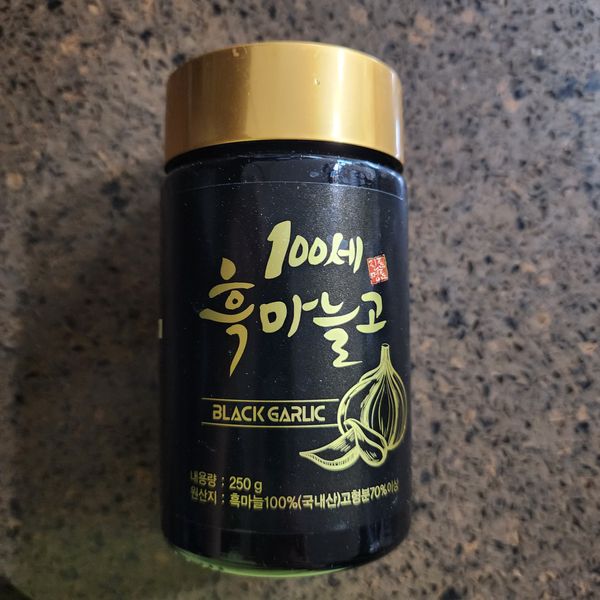 100세
흑마늘고
BLACK GARLIC
내용량 : 250 g
원산지 : 흑마늘100%(국내산)고형분70%이상